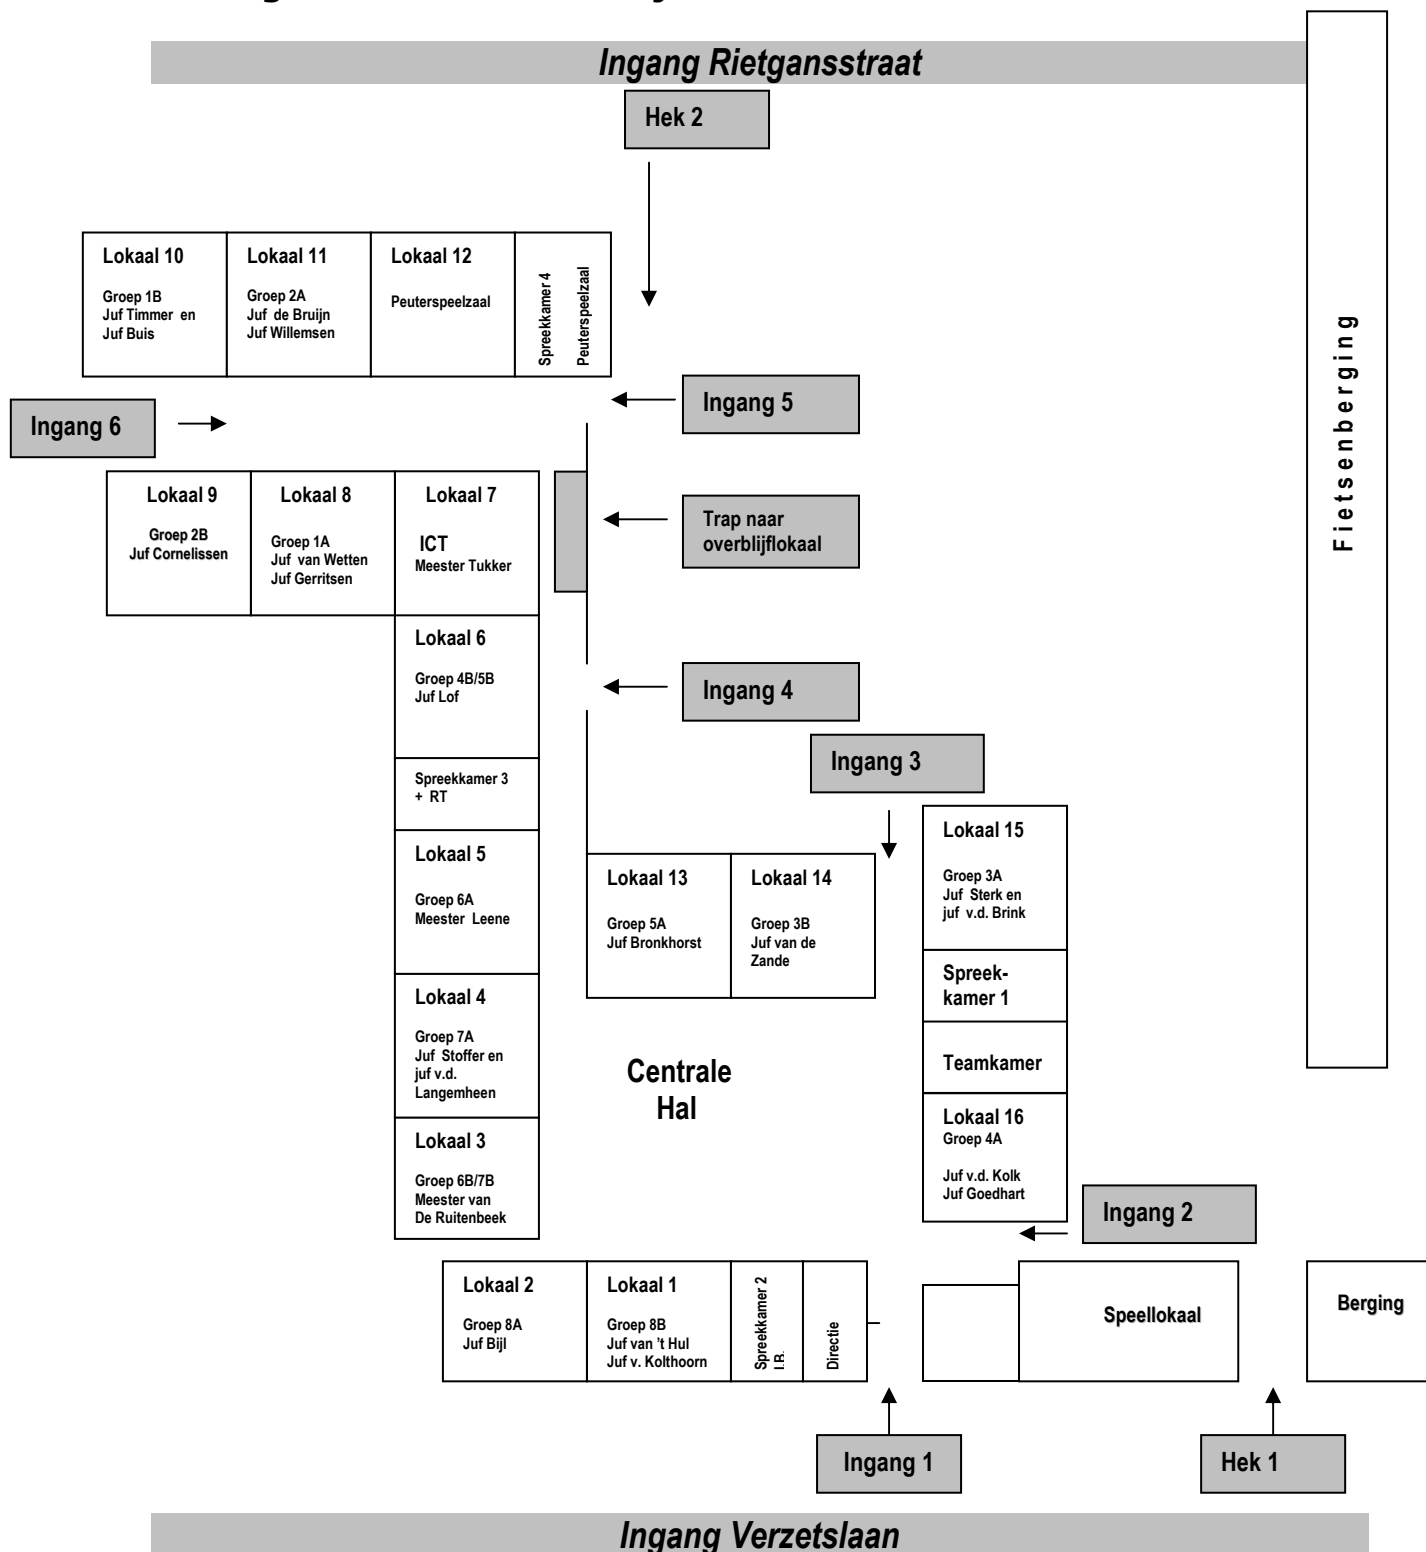 Ingang Rietgansstraat
Hek 2
Lokaal 10
Groep 1B
Juf Timmer en
Juf Buis
Lokaal 11
Groep 2A
Juf de Bruijn
Juf Willemsen
Lokaal 12
Peuterspeelzaal
Spreekkamer 4
Peuterspeelzaal
Fietsenberging
Ingang 5
Ingang 6
Lokaal 9
Groep 2B
Juf Cornelissen
Lokaal 8
Groep 1A
Juf van Wetten
Juf Gerritsen
Lokaal 7
ICT
Meester Tukker
Trap naar
overblijflokaal
Lokaal 6
Groep 4B/5B
Juf Lof
Ingang 4
Ingang 3
Spreekkamer 3
+ RT
Lokaal 5
Groep 6A
Meester Leene
Lokaal 13
Groep 5A
Juf Bronkhorst
Lokaal 14
Groep 3B
Juf van de
Zande
Lokaal 15
Groep 3A
Juf Sterk en
juf v.d. Brink
Spreek-
kamer 1
Teamkamer
Lokaal 4
Groep 7A
Juf Stoffer en
juf v.d.
Langemheen
Centrale
Hal
Lokaal 16
Groep 4A
Juf v.d. Kolk
Juf Goedhart
Lokaal 3
Groep 6B/7B
Meester van
De Ruitenbeek
Ingang 2
Lokaal 2
Groep 8A
Juf Bijl
Lokaal 1
Groep 8B
Juf van ’t Hul
Juf v. Kolthoorn
Spreekkamer 2
I.B.
Directie
Speellokaal
Berging
Ingang 1
Hek 1
Ingang Verzetslaan